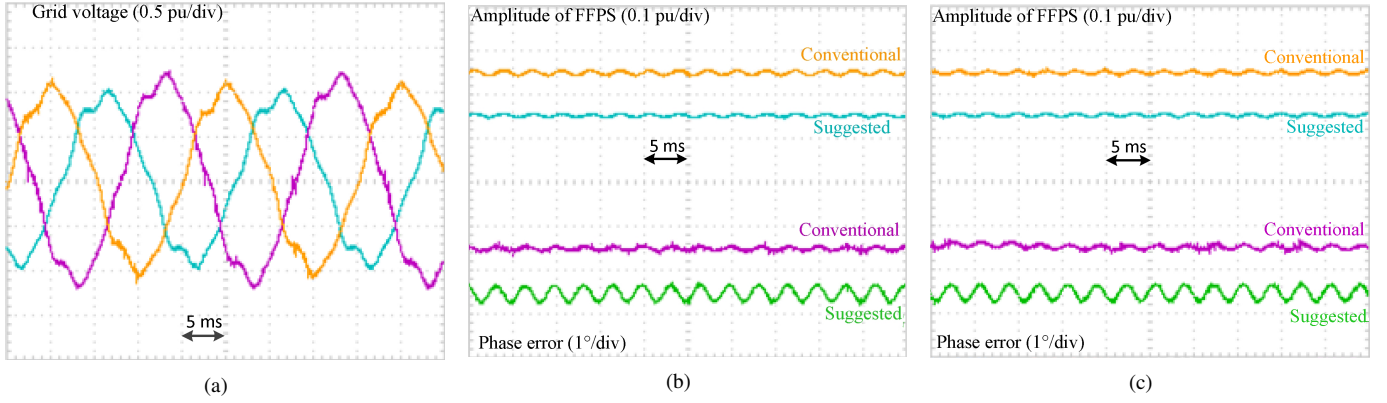 Grid voltage (0.5 pu/div)
5 ms
(a)
Amplitude of FFPS (0.1 pu/div)
Conventional
Suggested
5 ms
Conventional
Suggested
Phase error (1°/div)
(b)
Amplitude of FFPS (0.1 pu/div)
Conventional
Suggested
5 ms
Conventional
Suggested
Phase error (1°/div)
(c)